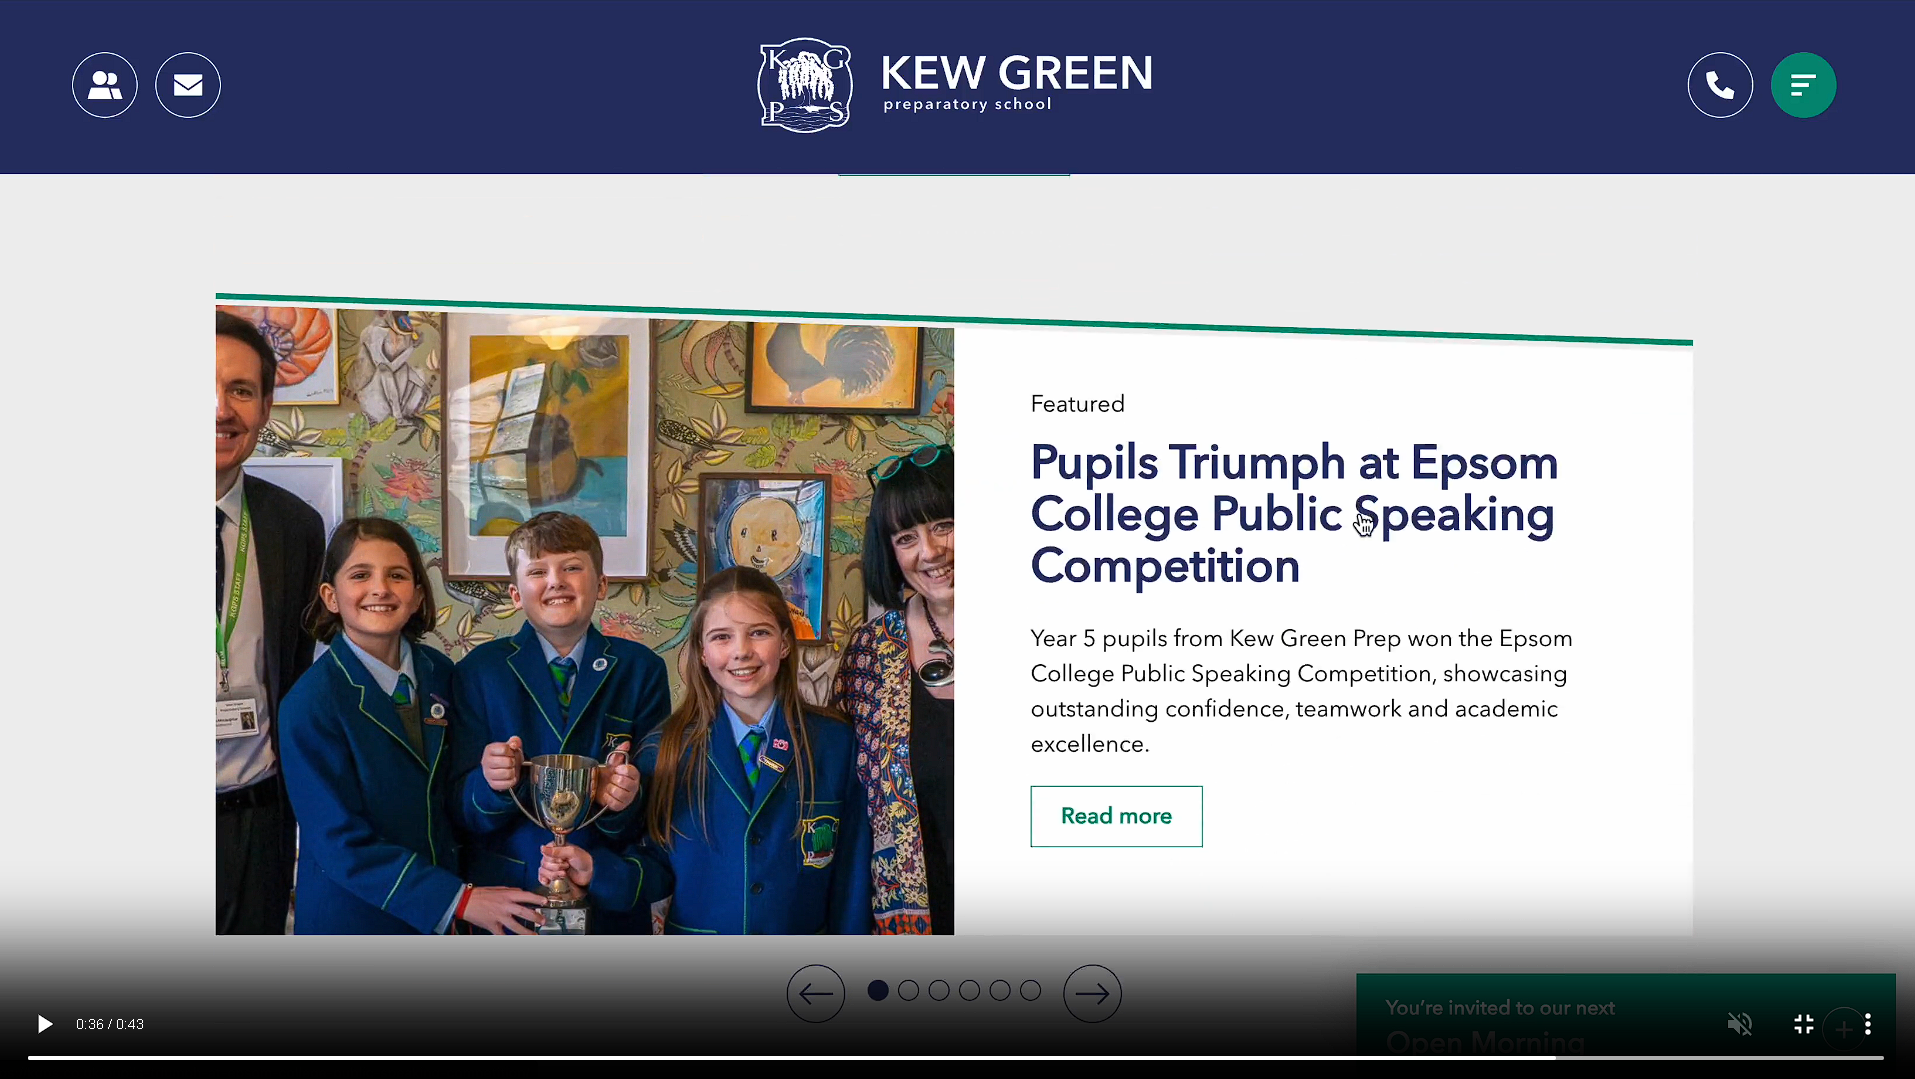 K G
P S
KEW GREEN
preparatory school
Featured
Pupils Triumph at Epsom
College Public Speaking
Competition
Year 5 pupils from Kew Green Prep won the Epsom
College Public Speaking Competition, showcasing
outstanding confidence, teamwork and academic
excellence.
Read more
You're invited to our next
Open Morning
0:36 / 0:43